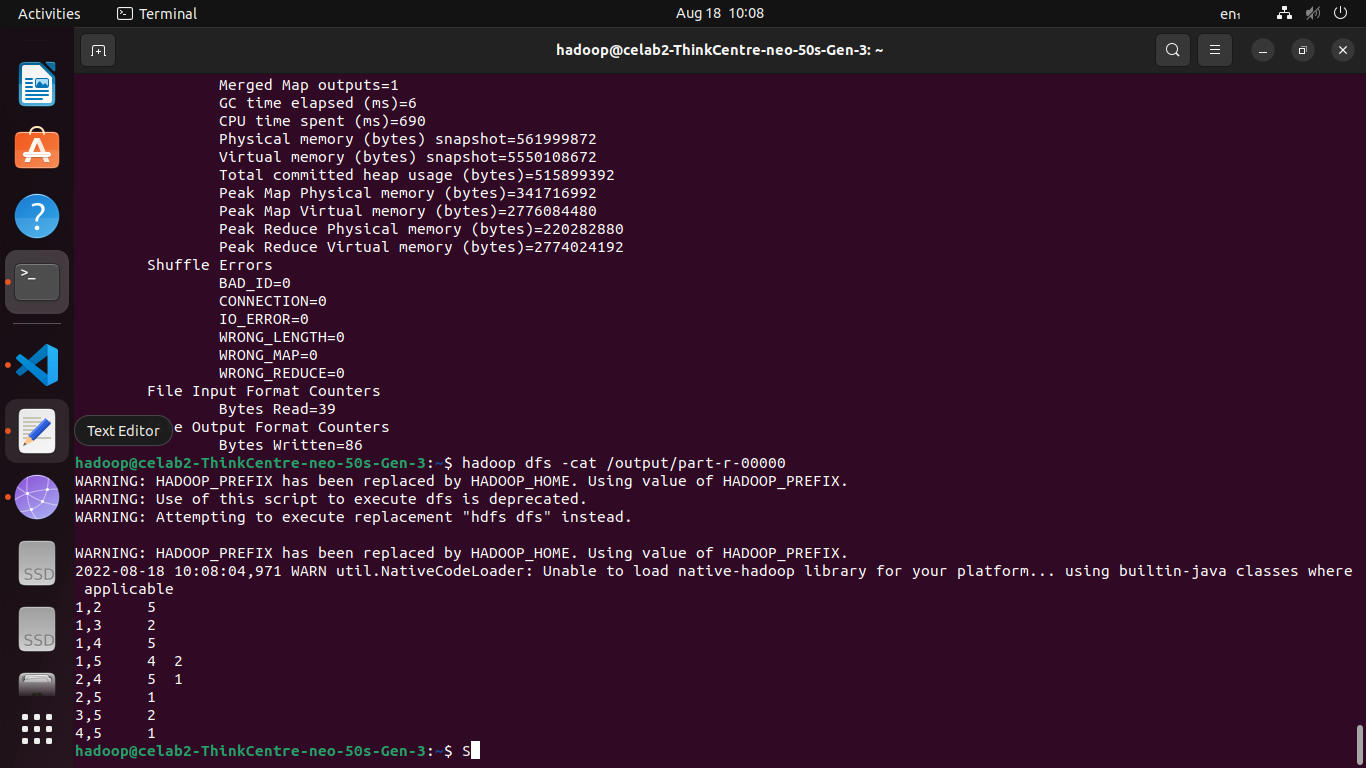 Activities Terminal Aug 18 10:08 en₁
hadoop@celab2-ThinkCentre-neo-50s-Gen-3: ~
Merged Map outputs=1
GC time elapsed (ms)=6
CPU time spent (ms)=690
Physical memory (bytes) snapshot=561999872
Virtual memory (bytes) snapshot=5550108672
Total committed heap usage (bytes)=515899392
Peak Map Physical memory (bytes)=341716992
Peak Map Virtual memory (bytes)=2776084480
Peak Reduce Physical memory (bytes)=220282880
Peak Reduce Virtual memory (bytes)=2774024192
Shuffle Errors
BAD_ID=0
CONNECTION=0
IO_ERROR=0
WRONG_LENGTH=0
WRONG_MAP=0
WRONG_REDUCE=0
File Input Format Counters
Bytes Read=39
Text Editor
e Output Format Counters
Bytes Written=86
hadoop@celab2-ThinkCentre-neo-50s-Gen-3:~$ hadoop dfs -cat /output/part-r-00000
WARNING: HADOOP_PREFIX has been replaced by HADOOP_HOME. Using value of HADOOP_PREFIX.
WARNING: Use of this script to execute dfs is deprecated.
WARNING: Attempting to execute replacement "hdfs dfs" instead.
WARNING: HADOOP_PREFIX has been replaced by HADOOP_HOME. Using value of HADOOP_PREFIX.
2022-08-18 10:08:04,971 WARN util.NativeCodeLoader: Unable to load native-hadoop library for your platform... using builtin-java classes where
applicable
1,2 5
1,3 2
1,4 5
1,5 4 2
2,4 5 1
2,5 1
3,5 2
4,5 1
hadoop@celab2-ThinkCentre-neo-50s-Gen-3:~$ S
>_
?
SSD
SSD